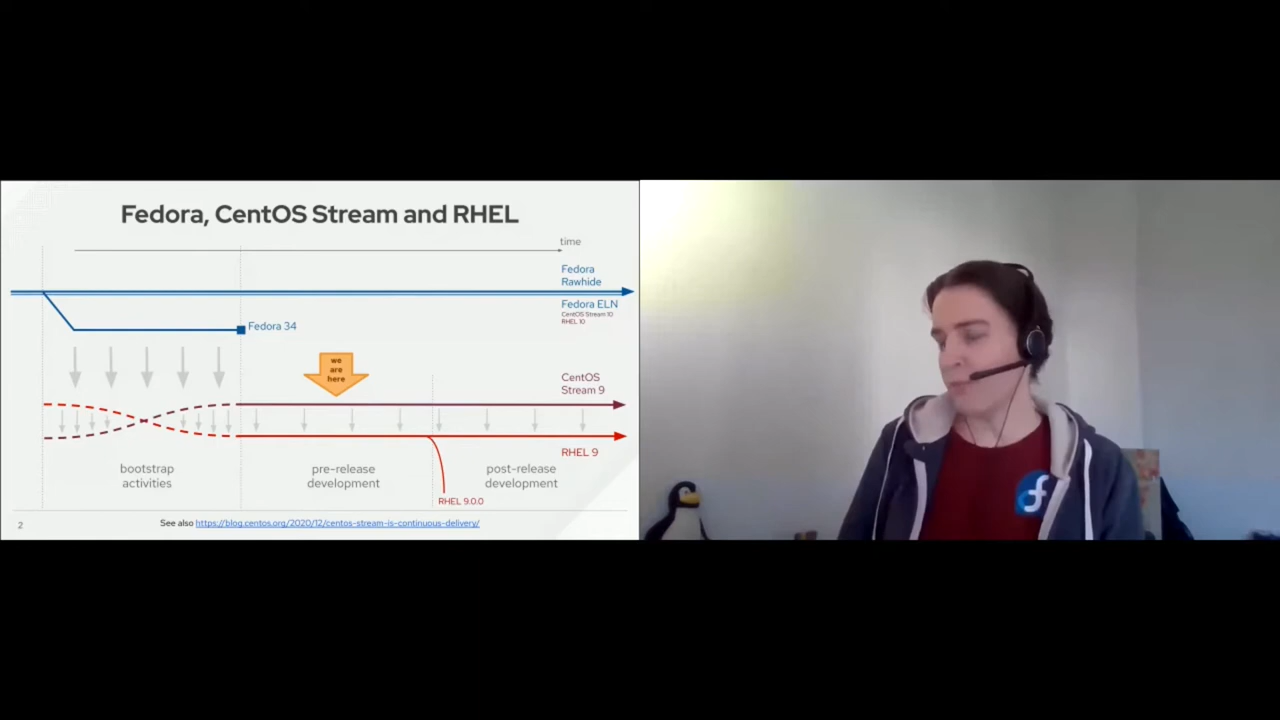 Fedora, CentOS Stream and RHEL
time
Fedora
Rawhide
Fedora ELN
CentOS Stream 10
RHEL 10
Fedora 34
we
are
here
CentOS
Stream 9
RHEL 9
bootstrap
activities
pre-release
development
post-release
development
RHEL 9.0.0
2
See also https://blog.centos.org/2020/12/centos-stream-is-continuous-delivery/